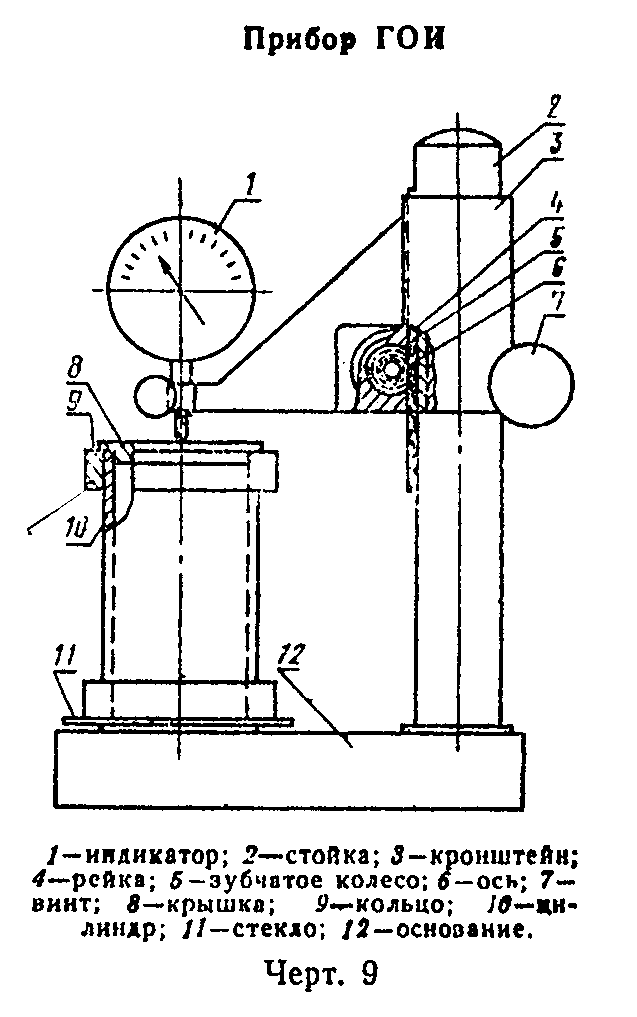 Прибор ГОИ
2
3
1
4
5
6
7
8
9
10
11
12
1—индикатор; 2—стойка; 3—кронштейн;
4—рейка; 5—зубчатое колесо; 6—ось; 7—
винт; 8—крышка; 9—кольцо; 10—ци-
линдр; 11—стекло; 12—основание.
Черт. 9